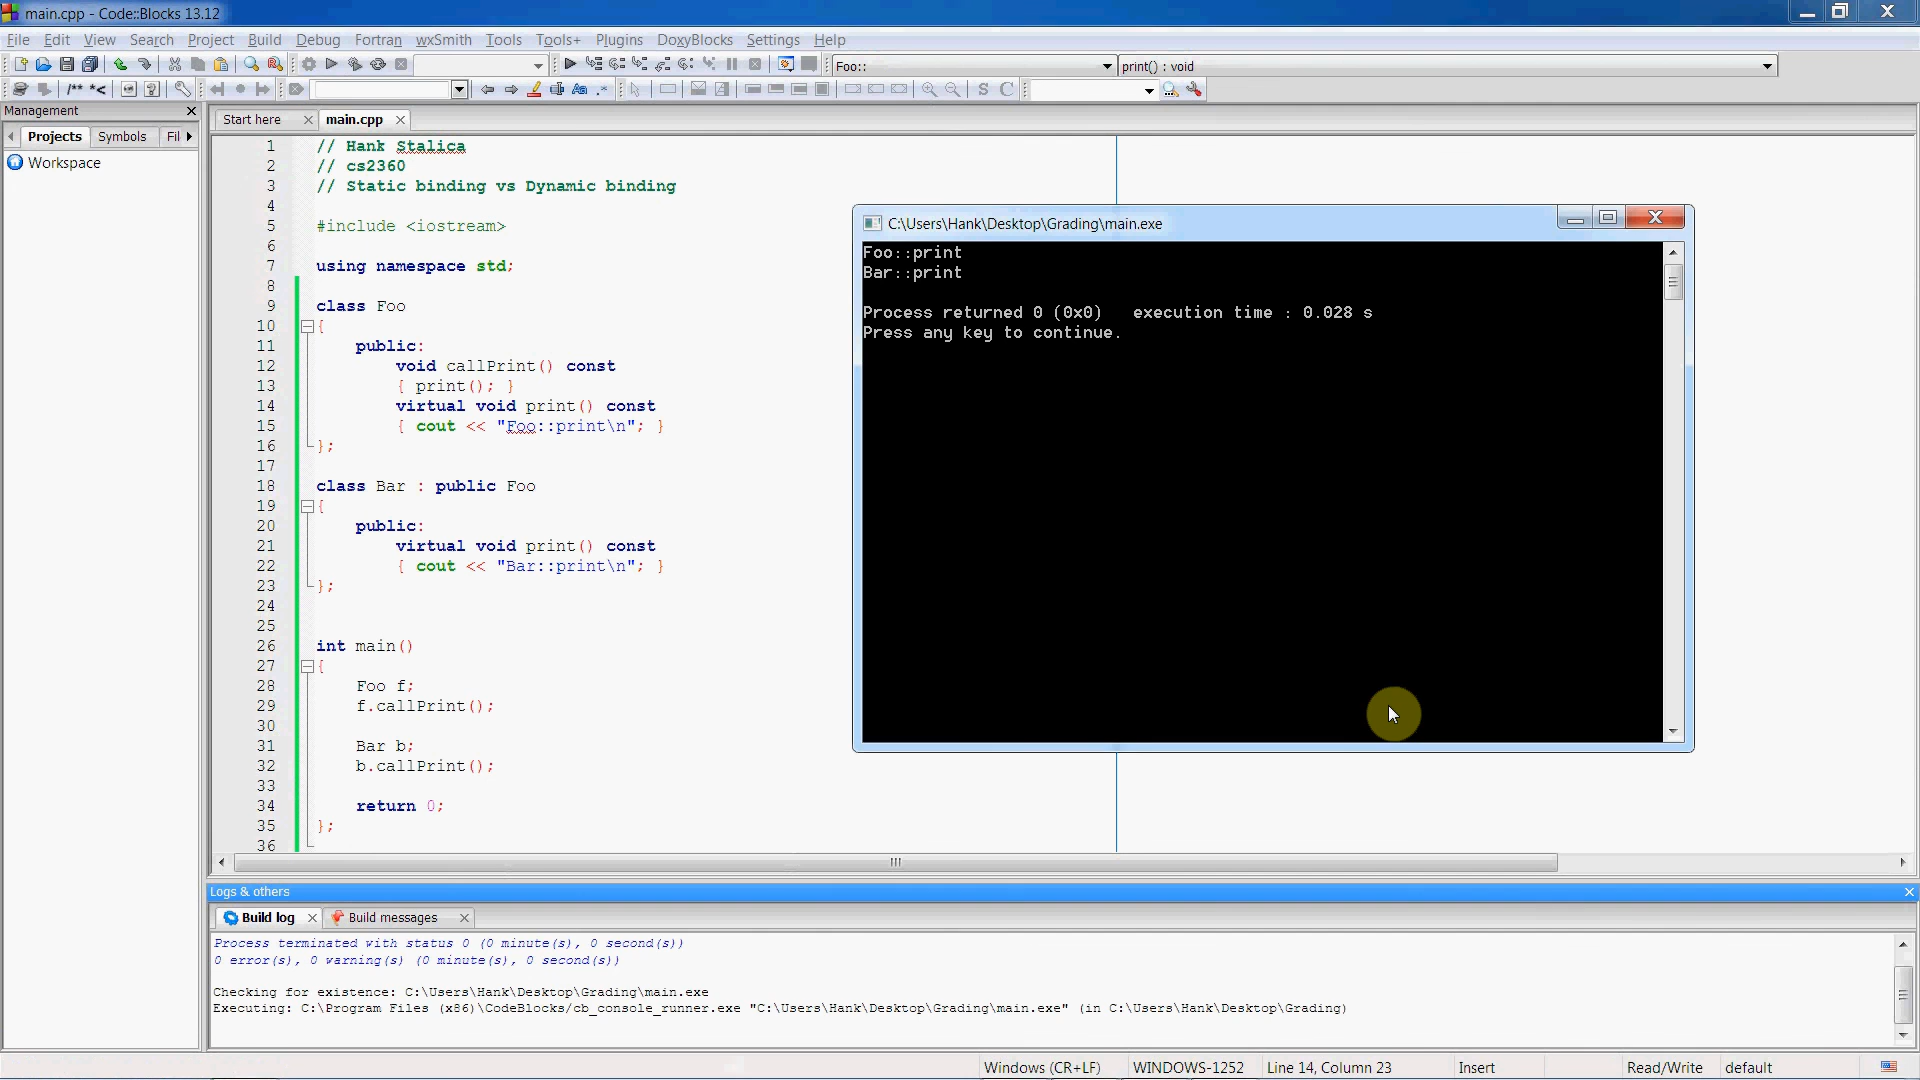 main.cpp - Code::Blocks 13.12
File Edit View Search Project Build Debug Fortran wxSmith Tools Tools+ Plugins DoxyBlocks Settings Help
Foo:: print() : void
/** *<
Aa .* S C
Management
Start here main.cpp
Projects Symbols Fil
Workspace
1 // Hank Stalica
2 // cs2360
3 // Static binding vs Dynamic binding
4
5 #include <iostream>
6
7 using namespace std;
8
9 class Foo
10 {
11 public:
12 void callPrint() const
13 { print(); }
14 virtual void print() const
15 { cout << "Foo::print\n"; }
16 };
17
18 class Bar : public Foo
19 {
20 public:
21 virtual void print() const
22 { cout << "Bar::print\n"; }
23 };
24
25
26 int main()
27 {
28 Foo f;
29 f.callPrint();
30
31 Bar b;
32 b.callPrint();
33
34 return 0;
35 };
36
C:\Users\Hank\Desktop\Grading\main.exe
Foo::print
Bar::print
Process returned 0 (0x0) execution time : 0.028 s
Press any key to continue.
Logs & others
Build log Build messages
Process terminated with status 0 (0 minute(s), 0 second(s))
0 error(s), 0 warning(s) (0 minute(s), 0 second(s))
Checking for existence: C:\Users\Hank\Desktop\Grading\main.exe
Executing: C:\Program Files (x86)\CodeBlocks/cb_console_runner.exe "C:\Users\Hank\Desktop\Grading\main.exe" (in C:\Users\Hank\Desktop\Grading)
Windows (CR+LF) WINDOWS-1252 Line 14, Column 23 Insert Read/Write default